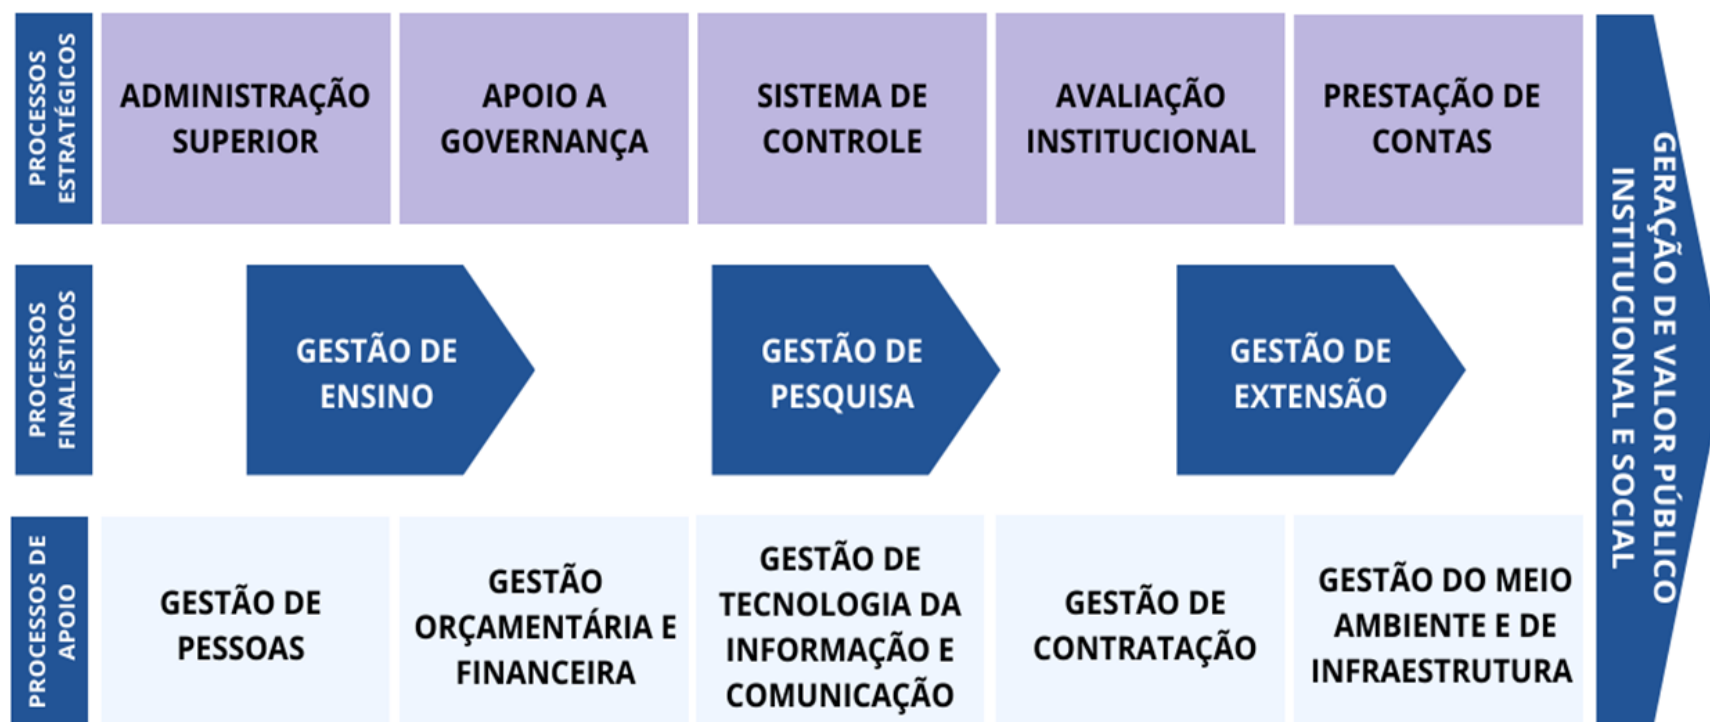 PROCESSOS
ESTRATÉGICOS
ADMINISTRAÇÃO
SUPERIOR
APOIO A
GOVERNANÇA
SISTEMA DE
CONTROLE
AVALIAÇÃO
INSTITUCIONAL
PRESTAÇÃO DE
CONTAS
PROCESSOS
FINALÍSTICOS
GESTÃO DE
ENSINO
GESTÃO DE
PESQUISA
GESTÃO DE
EXTENSÃO
PROCESSOS DE
APOIO
GESTÃO DE
PESSOAS
GESTÃO
ORÇAMENTÁRIA E
FINANCEIRA
GESTÃO DE
TECNOLOGIA DA
INFORMAÇÃO E
COMUNICAÇÃO
GESTÃO DE
CONTRATAÇÃO
GESTÃO DO MEIO
AMBIENTE E DE
INFRAESTRUTURA
GERAÇÃO DE VALOR PÚBLICO
INSTITUCIONAL E SOCIAL